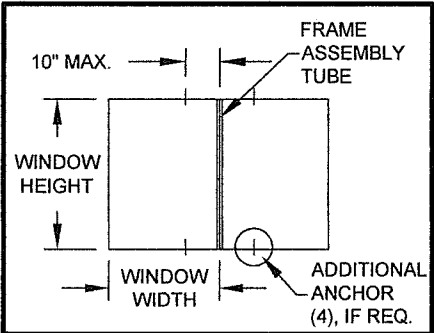 10" MAX.
FRAME
ASSEMBLY
TUBE
WINDOW
HEIGHT
WINDOW
WIDTH
ADDITIONAL
ANCHOR
(4), IF REQ.